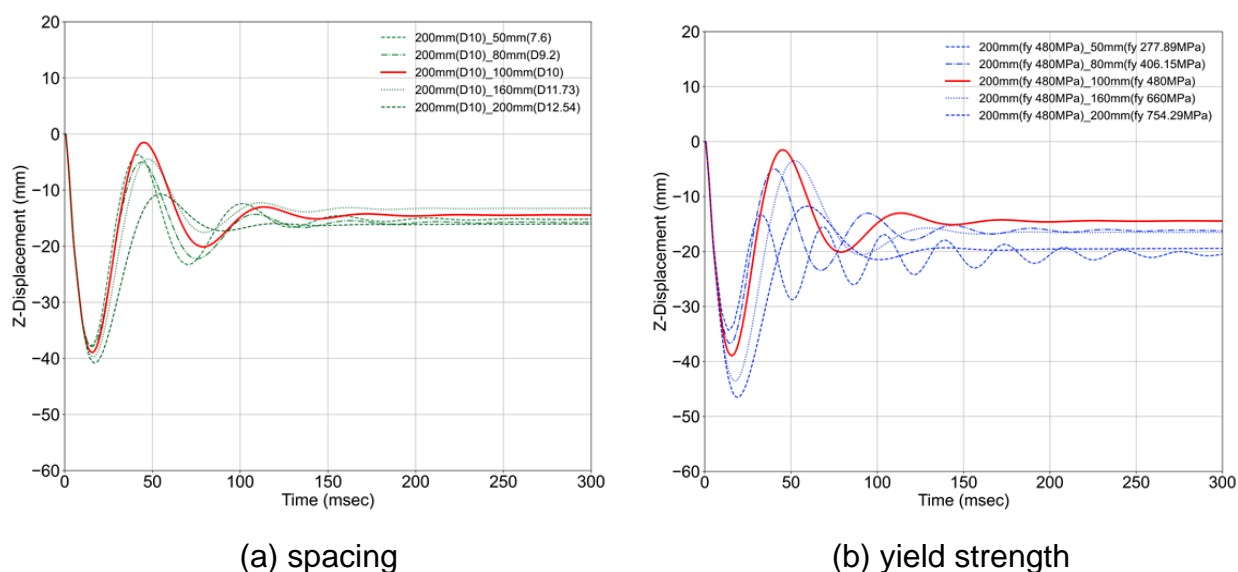 20
10
0
−10
−20
−30
−40
−50
−60
Z-Displacement (mm)
200mm(D10)_50mm(7.6)
200mm(D10)_80mm(D9.2)
200mm(D10)_100mm(D10)
200mm(D10)_160mm(D11.73)
200mm(D10)_200mm(D12.54)
0 50 100 150 200 250 300
Time (msec)
(a) spacing
20
10
0
−10
−20
−30
−40
−50
−60
Z-Displacement (mm)
200mm(fy 480MPa)_50mm(fy 277.89MPa)
200mm(fy 480MPa)_80mm(fy 406.15MPa)
200mm(fy 480MPa)_100mm(fy 480MPa)
200mm(fy 480MPa)_160mm(fy 660MPa)
200mm(fy 480MPa)_200mm(fy 754.29MPa)
0 50 100 150 200 250 300
Time (msec)
(b) yield strength